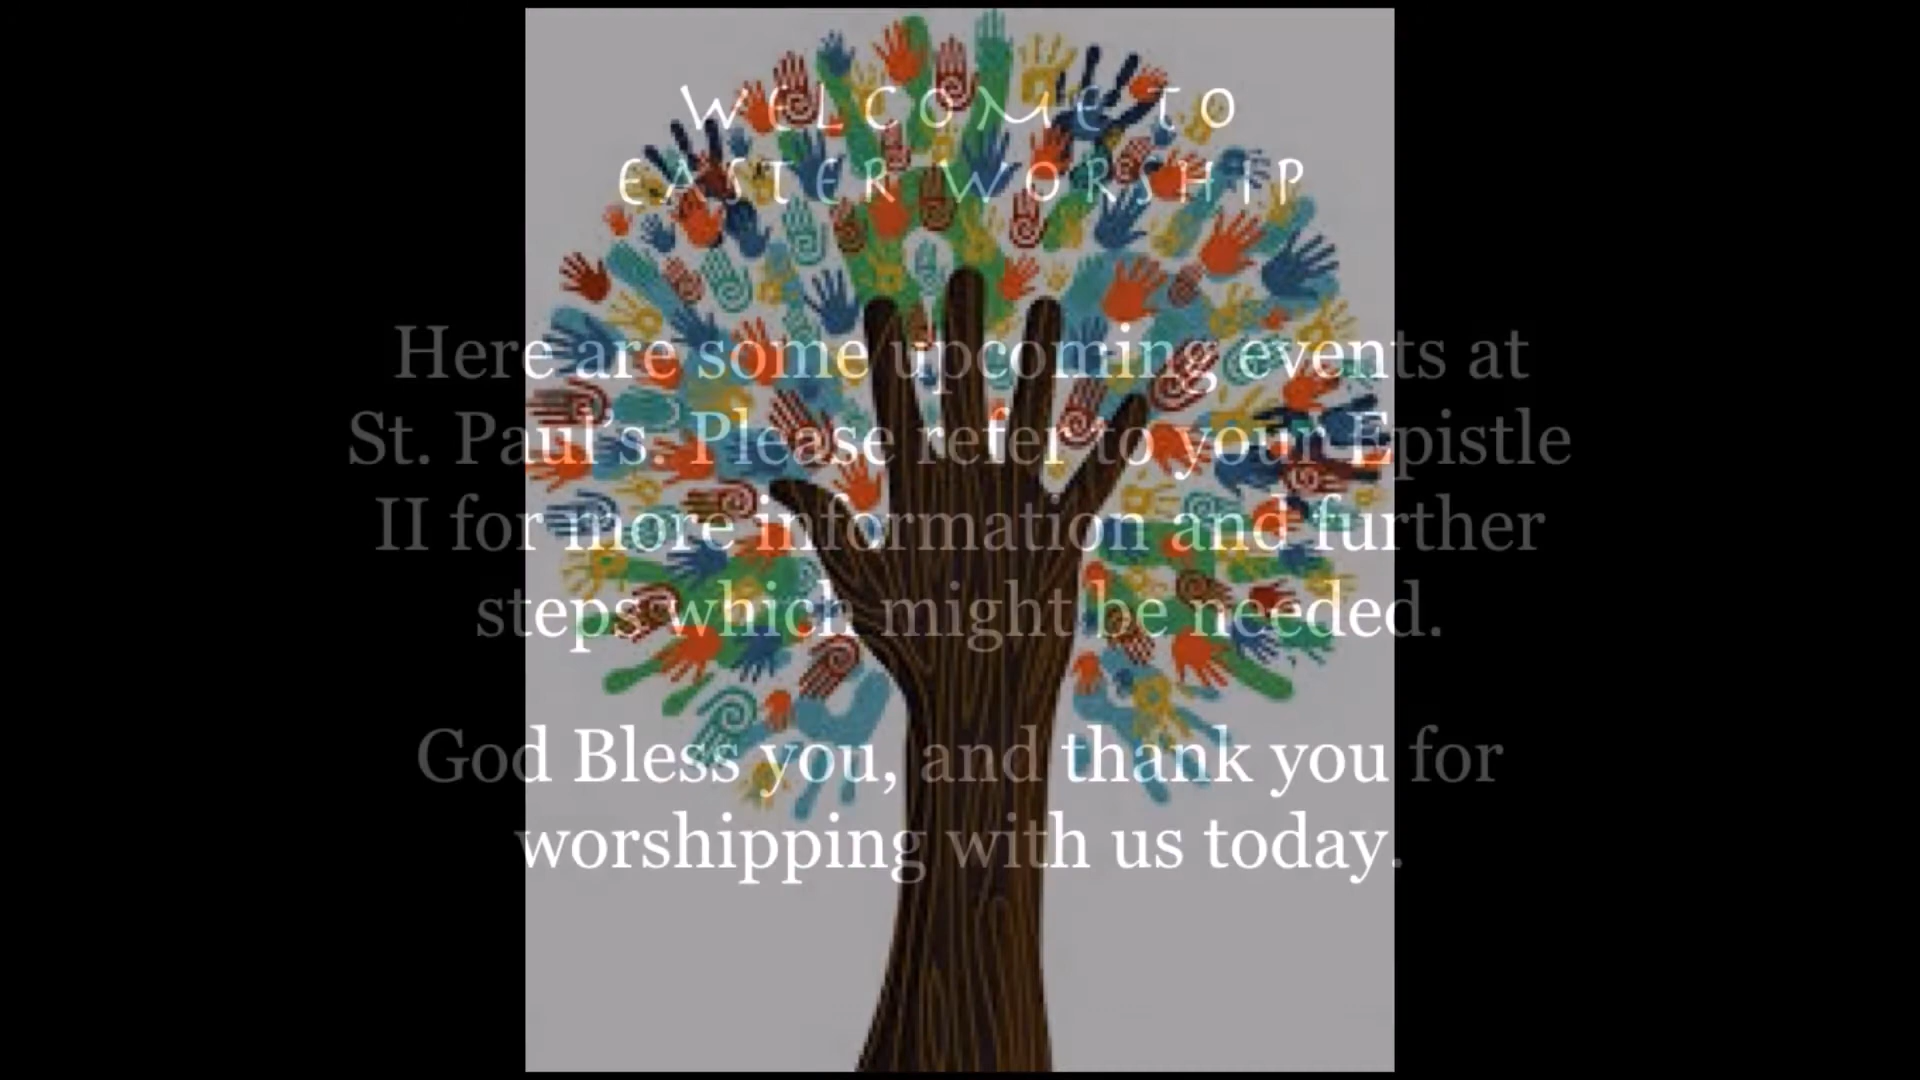 WELCOME TO
EASTER WORSHIP
Here are some upcoming events at
St. Paul's. Please refer to your Epistle
II for more information and further
steps which might be needed.
God Bless you, and thank you for
worshipping with us today.